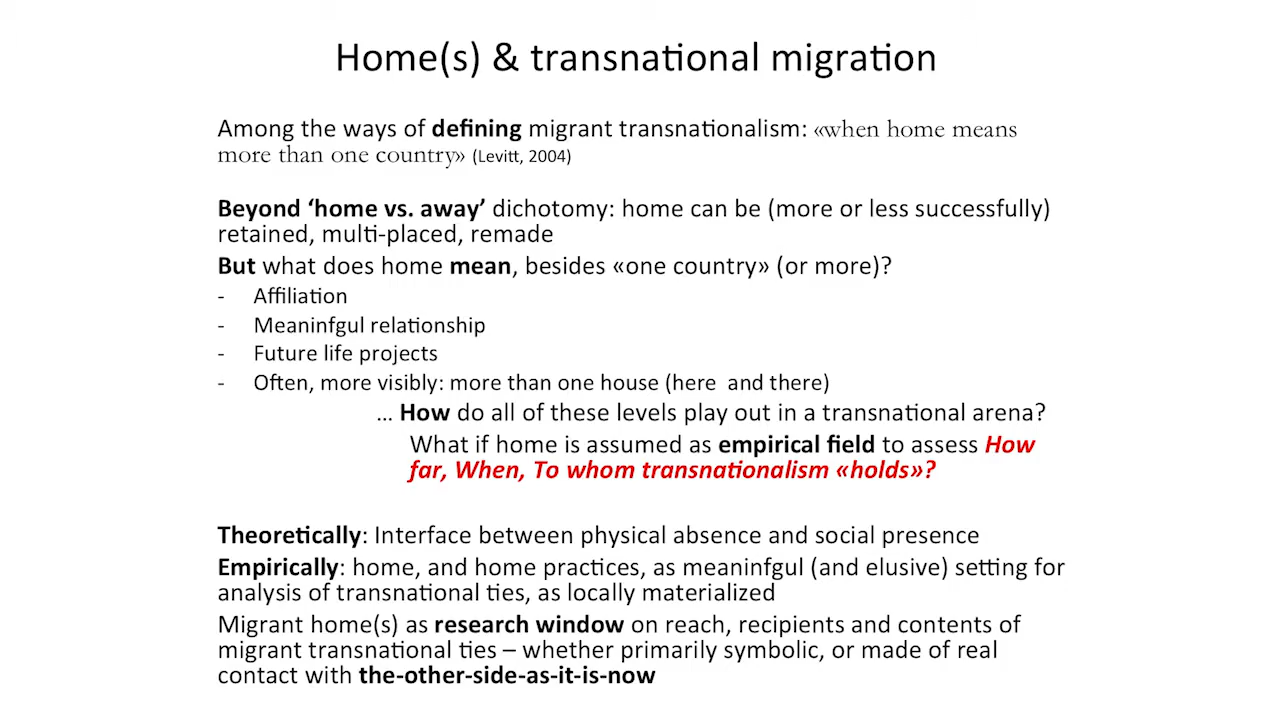 Home(s) & transnational migration
Among the ways of defining migrant transnationalism: «when home means
more than one country» (Levitt, 2004)
Beyond ‘home vs. away’ dichotomy: home can be (more or less successfully)
retained, multi-placed, remade
But what does home mean, besides «one country» (or more)?
- Affiliation
- Meaninfgul relationship
- Future life projects
- Often, more visibly: more than one house (here and there)
… How do all of these levels play out in a transnational arena?
What if home is assumed as empirical field to assess How
far, When, To whom transnationalism «holds»?
Theoretically: Interface between physical absence and social presence
Empirically: home, and home practices, as meaninfgul (and elusive) setting for
analysis of transnational ties, as locally materialized
Migrant home(s) as research window on reach, recipients and contents of
migrant transnational ties – whether primarily symbolic, or made of real
contact with the-other-side-as-it-is-now